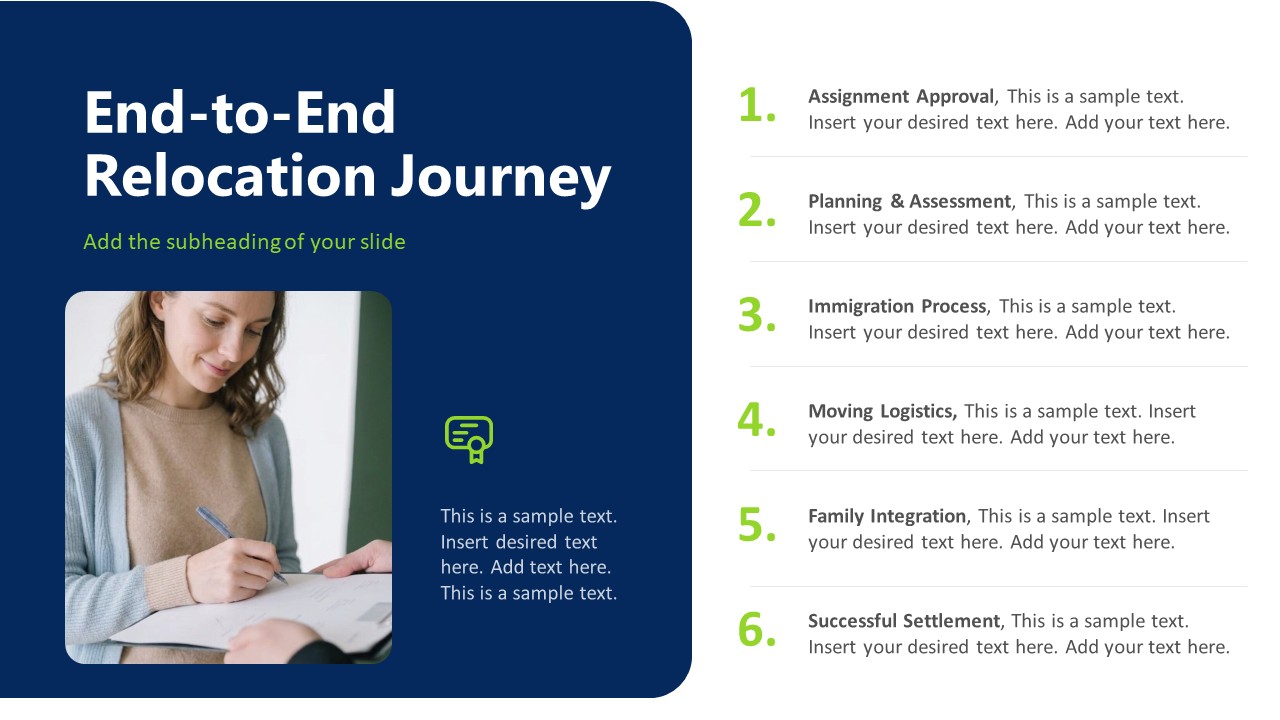 End-to-End
Relocation Journey
Add the subheading of your slide
This is a sample text.
Insert desired text
here. Add text here.
This is a sample text.
1. Assignment Approval, This is a sample text.
Insert your desired text here. Add your text here.
2. Planning & Assessment, This is a sample text.
Insert your desired text here. Add your text here.
3. Immigration Process, This is a sample text.
Insert your desired text here. Add your text here.
4. Moving Logistics, This is a sample text. Insert
your desired text here. Add your text here.
5. Family Integration, This is a sample text. Insert
your desired text here. Add your text here.
6. Successful Settlement, This is a sample text.
Insert your desired text here. Add your text here.